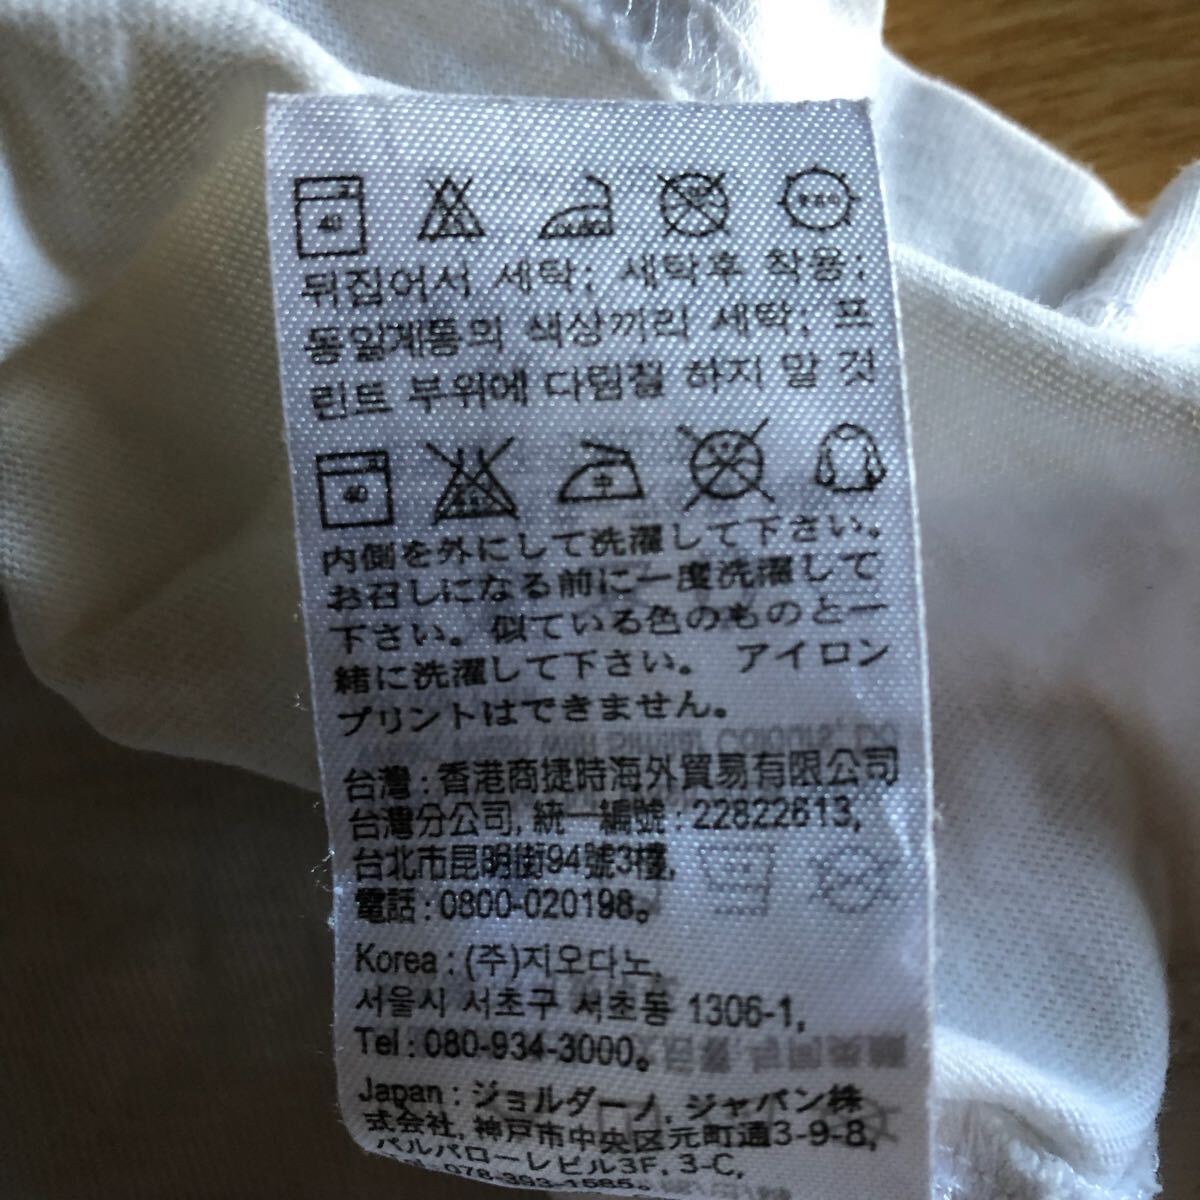 40
뒤집어서 세탁; 세탁후 착용;
동일계통의 색상끼리 세탁; 프
린트 부위에 다림질 하지 말 것
40 中
内側を外にして洗濯して下さい。
お召しになる前に一度洗濯して
下さい。似ている色のものと一
緒に洗濯して下さい。 アイロン
プリントはできません。
台灣 : 香港商捷時海外貿易有限公司
台灣分公司, 統一編號 : 22822613,
台北市昆明街94號3樓,
電話 : 0800-020198。
Korea : (주)지오다노,
서울시 서초구 서초동 1306-1,
Tel : 080-934-3000。
Japan : ジョルダーノ, ジャパン株
式会社, 神戸市中央区元町通3-9-8,
パルパローレビル3F, 3-C,
Tel : 078-393-1585。